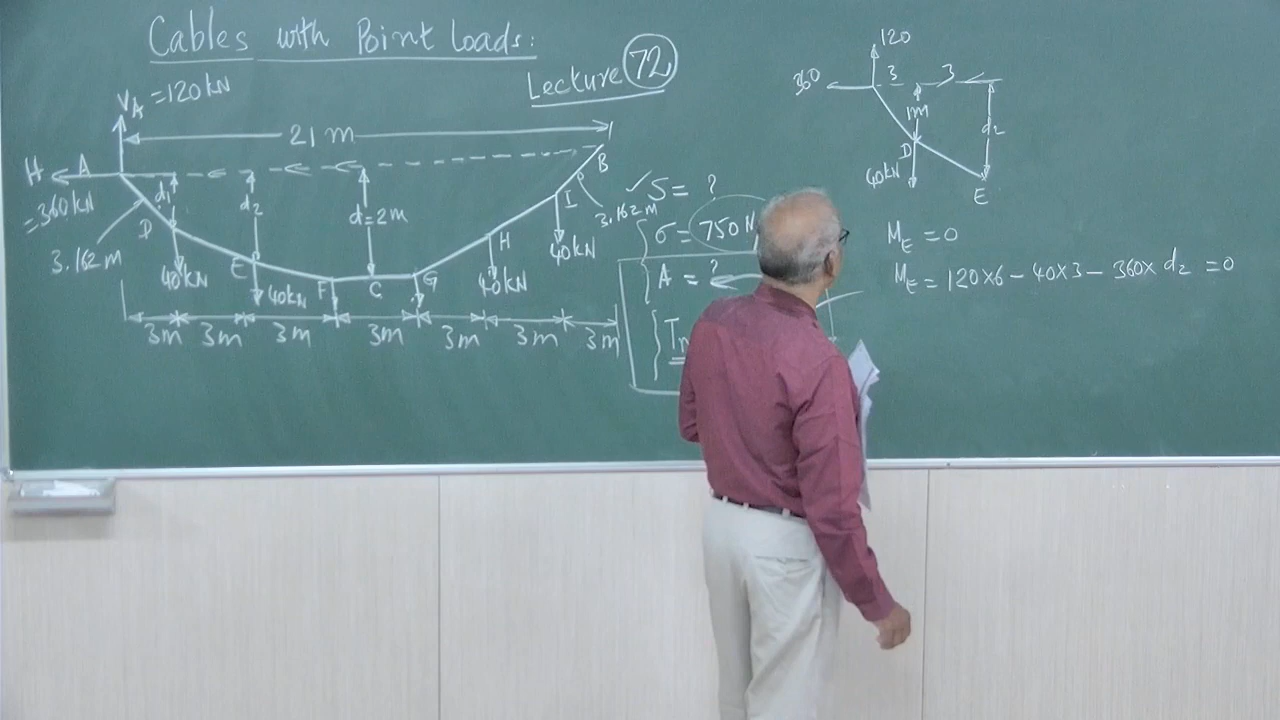 Cables with Point Loads:
Lecture 72
V_A = 120 kN
21 m
H A
= 360 kN
B
d₁
d₂
d=2m
I
3.162 m
D
3.162 m
H
40 kN
E
40kN
40kN
40kN
F C G
3m 3m 3m 3m 3m 3m 3m
✓S = ?
σ = 750 N
A = ?
120
360 3 3
1m
d₂
D
40kN
E
M_E = 0
M_E = 120×6 – 40×3 – 360× d₂ = 0